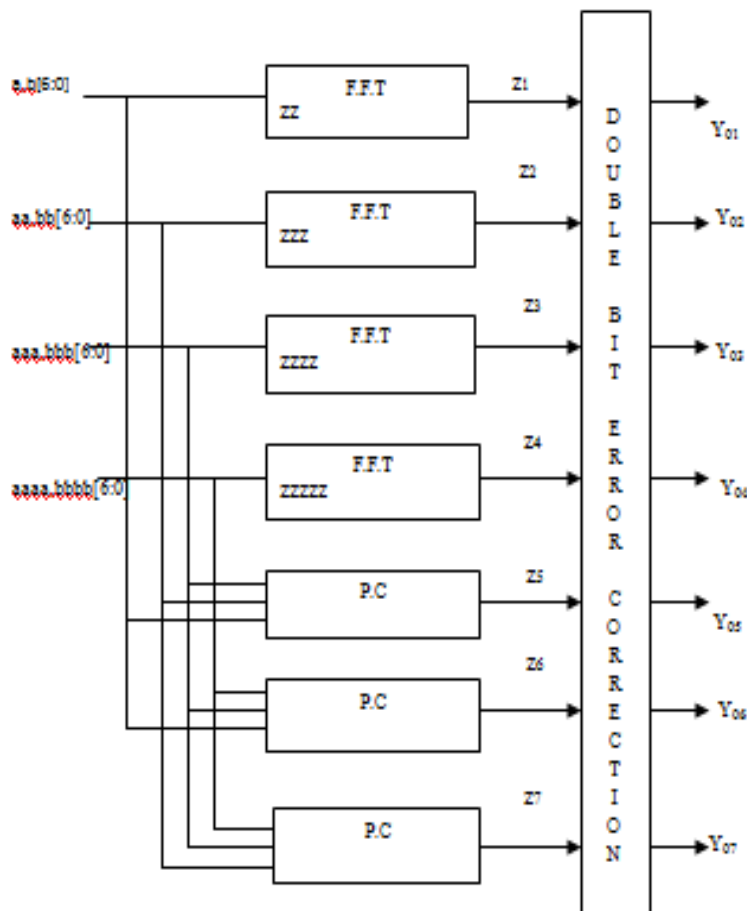 a.b[6:0]
F.F.T
ZZ
Z1
Y01
aa.bb[6:0]
F.F.T
ZZZ
Z2
Y02
aaa.bbb[6:0]
F.F.T
ZZZZ
Z3
Y03
aaaa.bbbb[6:0]
F.F.T
ZZZZZ
Z4
P.C
Z5
Y05
P.C
Z6
Y06
P.C
Z7
Y07
DOUBLE BIT ERROR CORRECTION